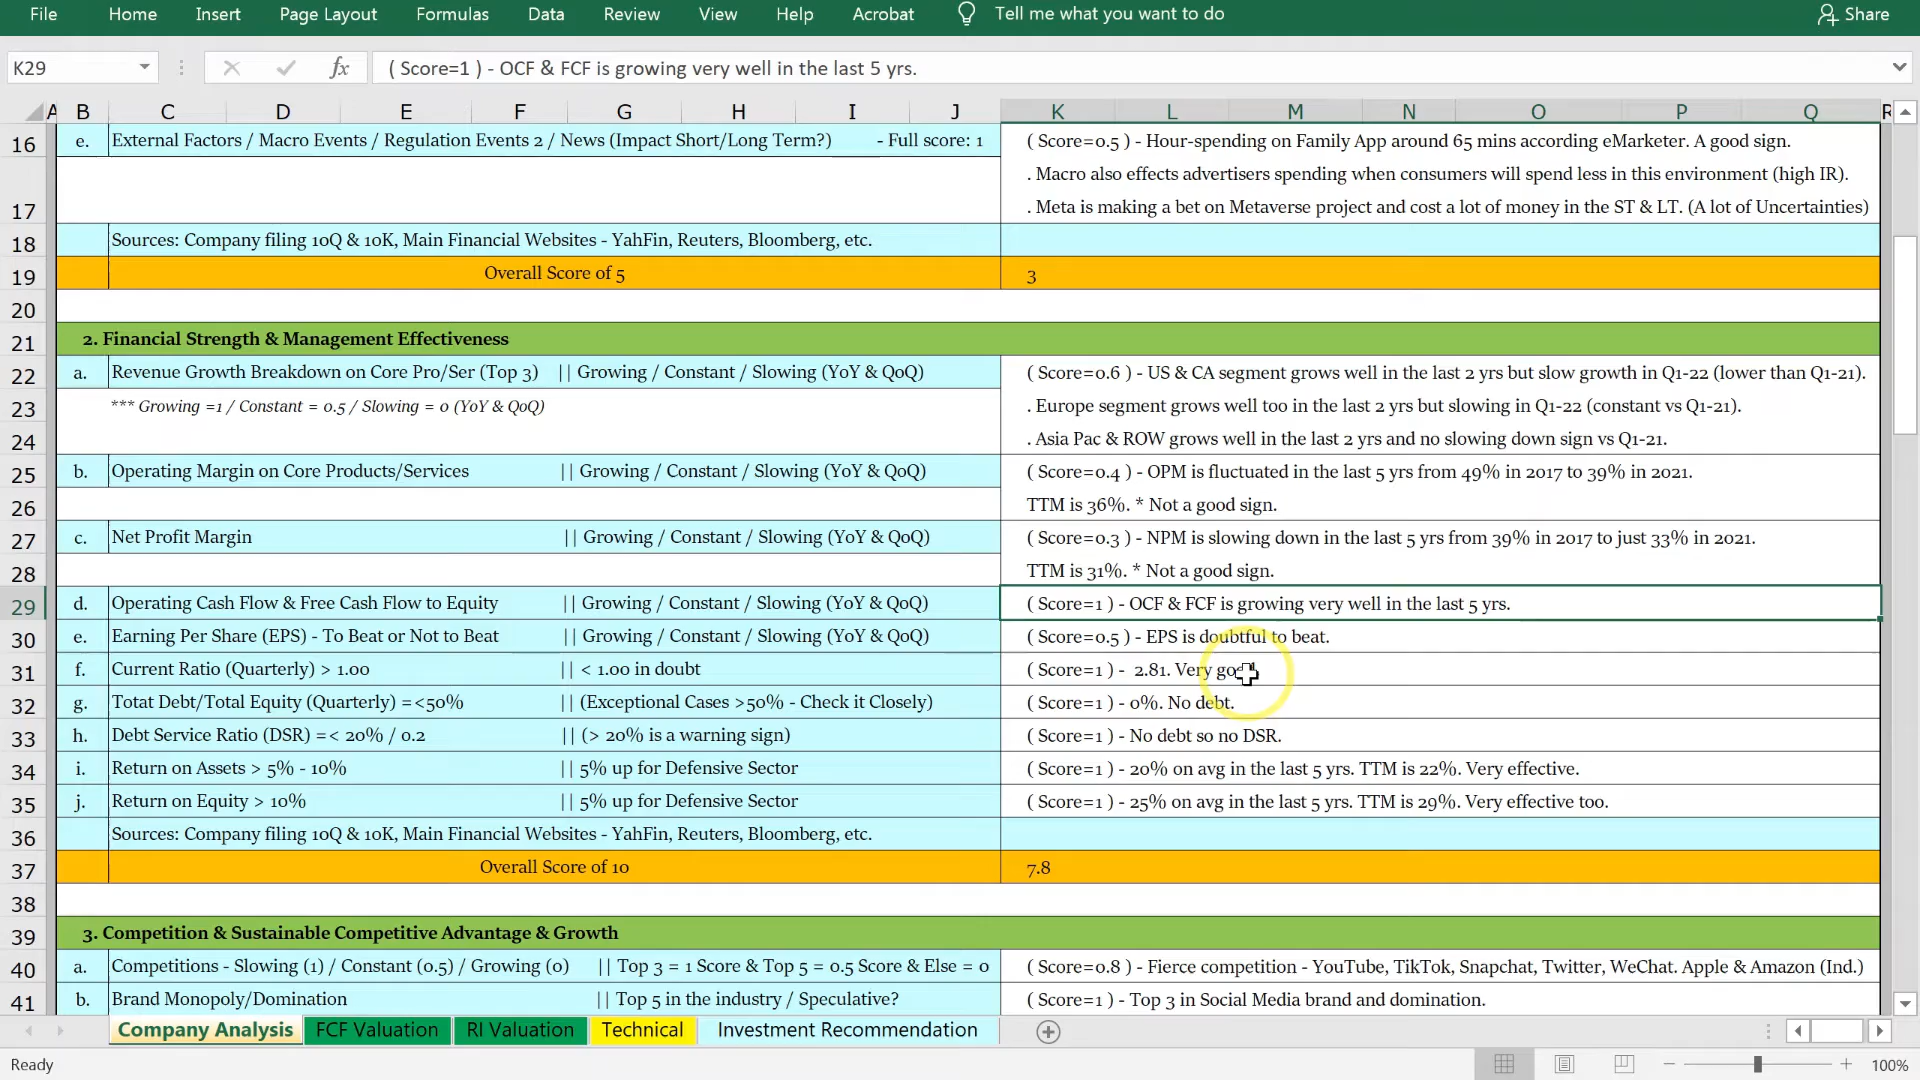 File Home Insert Page Layout Formulas Data Review View Help Acrobat Tell me what you want to do Share
K29 fx ( Score=1 ) - OCF & FCF is growing very well in the last 5 yrs.
A B C D E F G H I J K L M N O P Q R
16 e. External Factors / Macro Events / Regulation Events 2 / News (Impact Short/Long Term?) - Full score: 1 ( Score=0.5 ) - Hour-spending on Family App around 65 mins according eMarketer. A good sign.
. Macro also effects advertisers spending when consumers will spend less in this environment (high IR).
17 . Meta is making a bet on Metaverse project and cost a lot of money in the ST & LT. (A lot of Uncertainties)
18 Sources: Company filing 10Q & 10K, Main Financial Websites - YahFin, Reuters, Bloomberg, etc.
19 Overall Score of 5 3
20
21 2. Financial Strength & Management Effectiveness
22 a. Revenue Growth Breakdown on Core Pro/Ser (Top 3) || Growing / Constant / Slowing (YoY & QoQ) ( Score=0.6 ) - US & CA segment grows well in the last 2 yrs but slow growth in Q1-22 (lower than Q1-21).
23 *** Growing =1 / Constant = 0.5 / Slowing = 0 (YoY & QoQ) . Europe segment grows well too in the last 2 yrs but slowing in Q1-22 (constant vs Q1-21).
24 . Asia Pac & ROW grows well in the last 2 yrs and no slowing down sign vs Q1-21.
25 b. Operating Margin on Core Products/Services || Growing / Constant / Slowing (YoY & QoQ) ( Score=0.4 ) - OPM is fluctuated in the last 5 yrs from 49% in 2017 to 39% in 2021.
26 TTM is 36%. * Not a good sign.
27 c. Net Profit Margin || Growing / Constant / Slowing (YoY & QoQ) ( Score=0.3 ) - NPM is slowing down in the last 5 yrs from 39% in 2017 to just 33% in 2021.
28 TTM is 31%. * Not a good sign.
29 d. Operating Cash Flow & Free Cash Flow to Equity || Growing / Constant / Slowing (YoY & QoQ) ( Score=1 ) - OCF & FCF is growing very well in the last 5 yrs.
30 e. Earning Per Share (EPS) - To Beat or Not to Beat || Growing / Constant / Slowing (YoY & QoQ) ( Score=0.5 ) - EPS is doubtful to beat.
31 f. Current Ratio (Quarterly) > 1.00 || < 1.00 in doubt ( Score=1 ) - 2.81. Very
32 g. Totat Debt/Total Equity (Quarterly) =<50% || (Exceptional Cases >50% - Check it Closely) ( Score=1 ) - 0%. No debt.
33 h. Debt Service Ratio (DSR) =< 20% / 0.2 || (> 20% is a warning sign) ( Score=1 ) - No debt so no DSR.
34 i. Return on Assets > 5% - 10% || 5% up for Defensive Sector ( Score=1 ) - 20% on avg in the last 5 yrs. TTM is 22%. Very effective.
35 j. Return on Equity > 10% || 5% up for Defensive Sector ( Score=1 ) - 25% on avg in the last 5 yrs. TTM is 29%. Very effective too.
36 Sources: Company filing 10Q & 10K, Main Financial Websites - YahFin, Reuters, Bloomberg, etc.
37 Overall Score of 10 7.8
38
39 3. Competition & Sustainable Competitive Advantage & Growth
40 a. Competitions - Slowing (1) / Constant (0.5) / Growing (0) || Top 3 = 1 Score & Top 5 = 0.5 Score & Else = 0 ( Score=0.8 ) - Fierce competition - YouTube, TikTok, Snapchat, Twitter, WeChat. Apple & Amazon (Ind.)
41 b. Brand Monopoly/Domination || Top 5 in the industry / Speculative? ( Score=1 ) - Top 3 in Social Media brand and domination.
Company Analysis FCF Valuation RI Valuation Technical Investment Recommendation
Ready 100%